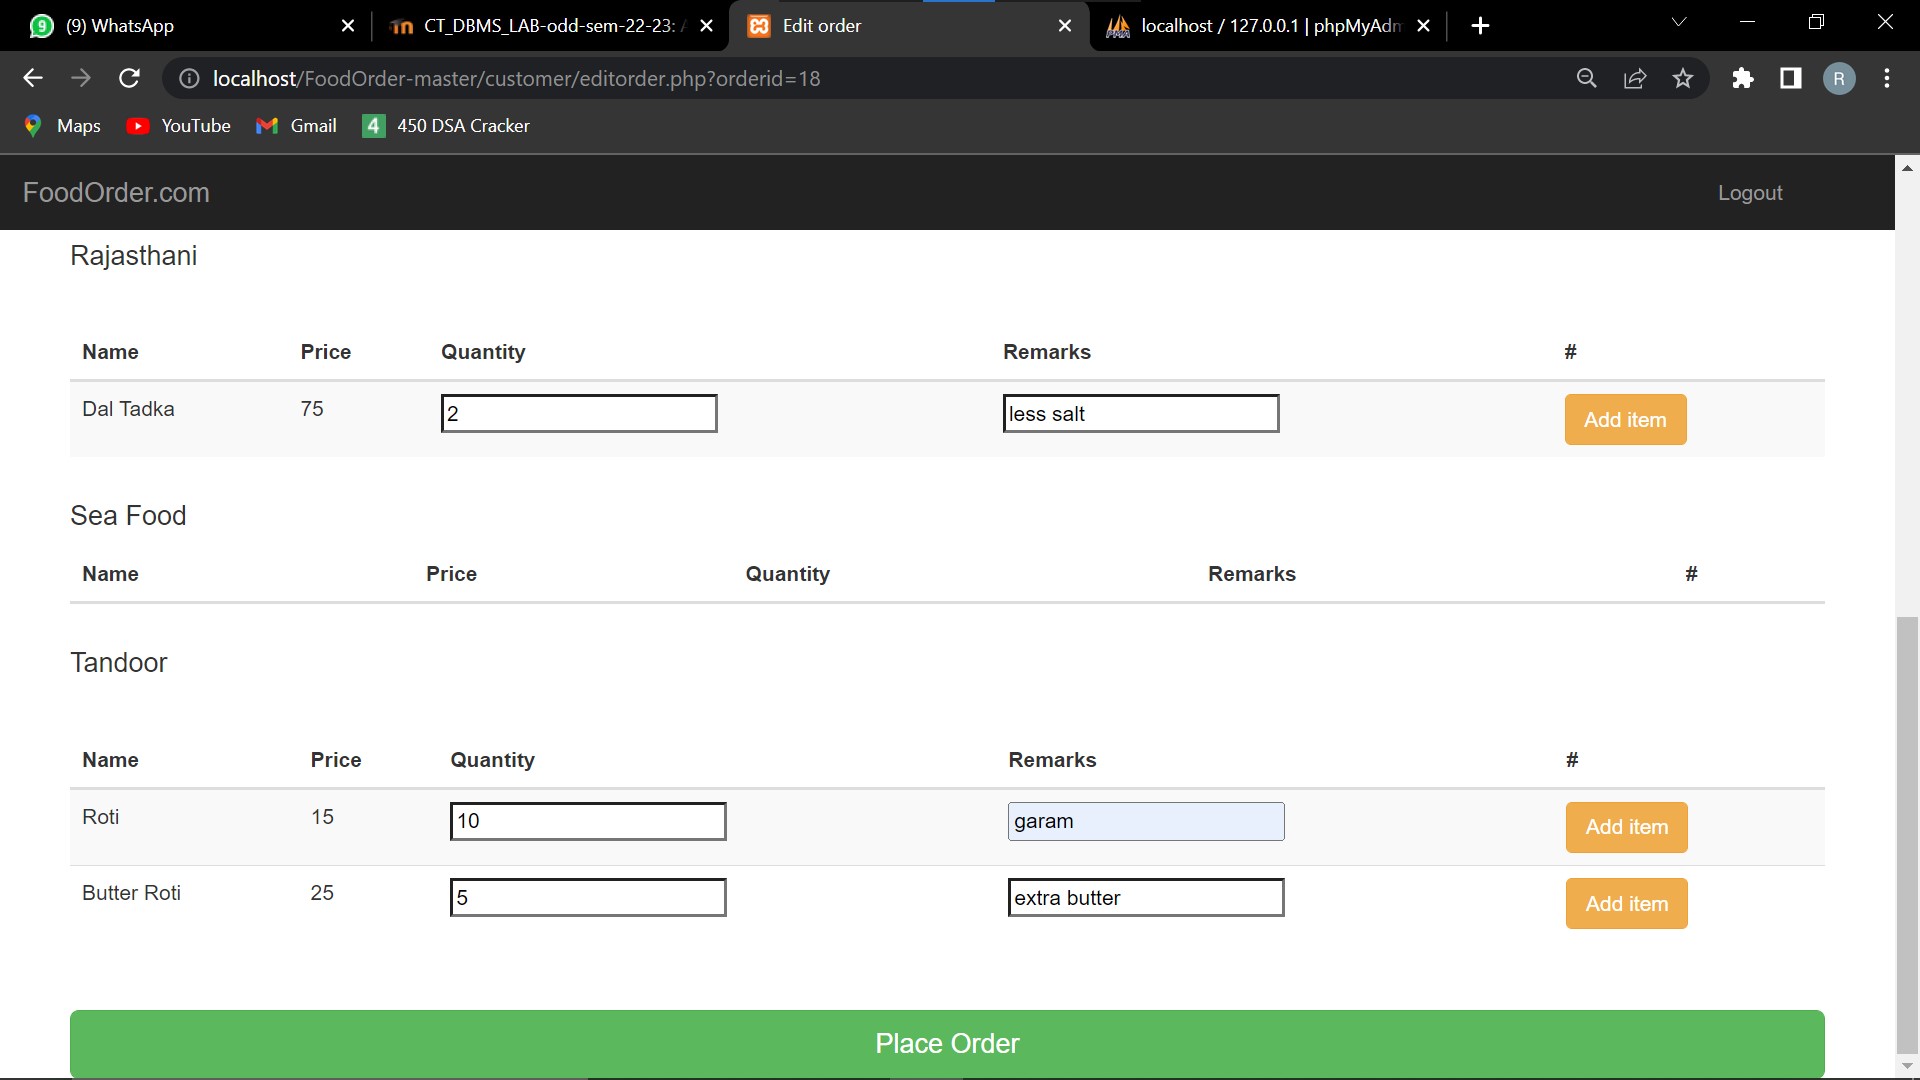 (9) WhatsApp
CT_DBMS_LAB-odd-sem-22-23:
Edit order
localhost / 127.0.0.1 | phpMyAdm
localhost/FoodOrder-master/customer/editorder.php?orderid=18
R
Maps
YouTube
Gmail
4 450 DSA Cracker
FoodOrder.com
Logout
Rajasthani
Name Price Quantity Remarks #
Dal Tadka 75 2 less salt Add item
Sea Food
Name Price Quantity Remarks #
Tandoor
Name Price Quantity Remarks #
Roti 15 10 garam Add item
Butter Roti 25 5 extra butter Add item
Place Order